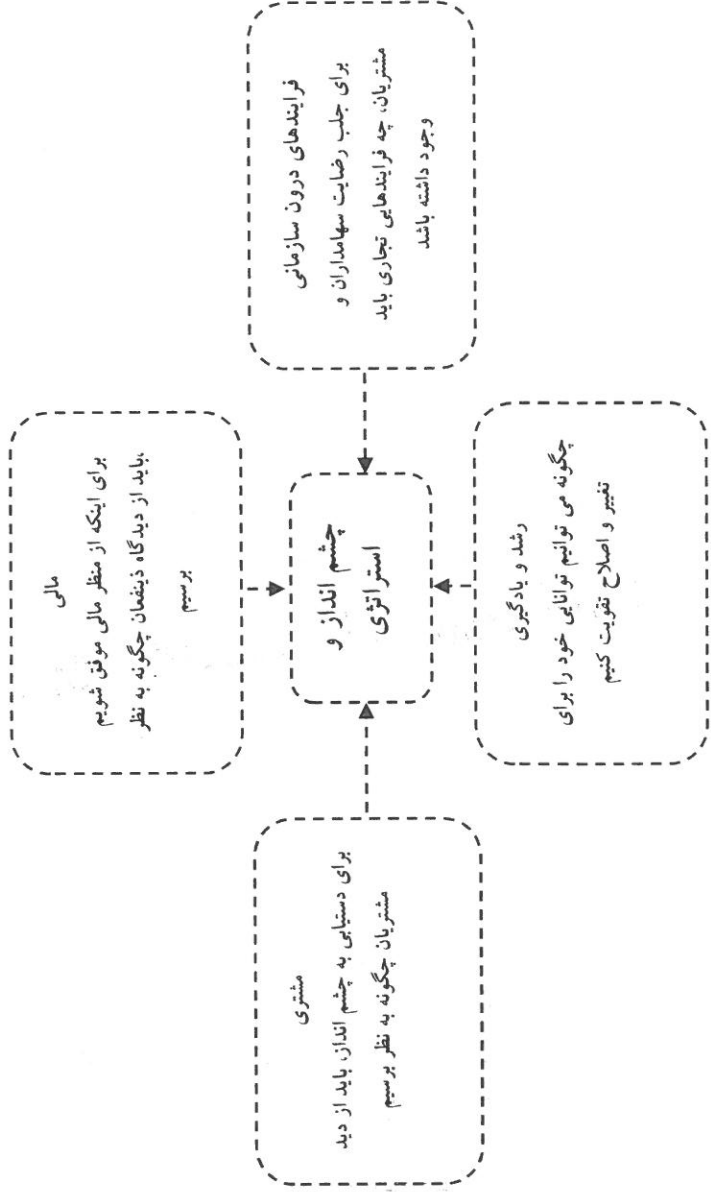 مالی
برای اینکه از منظر مالی موفق شویم
،باید از دیدگاه ذینفعان چگونه به نظر
برسیم
فرایندهای درون سازمانی
برای جلب رضایت سهامداران و
مشتریان، چه فرایندهایی تجاری باید
وجود داشته باشد
چشم انداز و
استراتژی
مشتری
برای دستیابی به چشم انداز، باید از دید
مشتریان چگونه به نظر برسیم
رشد و یادگیری
چگونه می توانیم توانایی خود را برای
تغییر و اصلاح تقویت کنیم